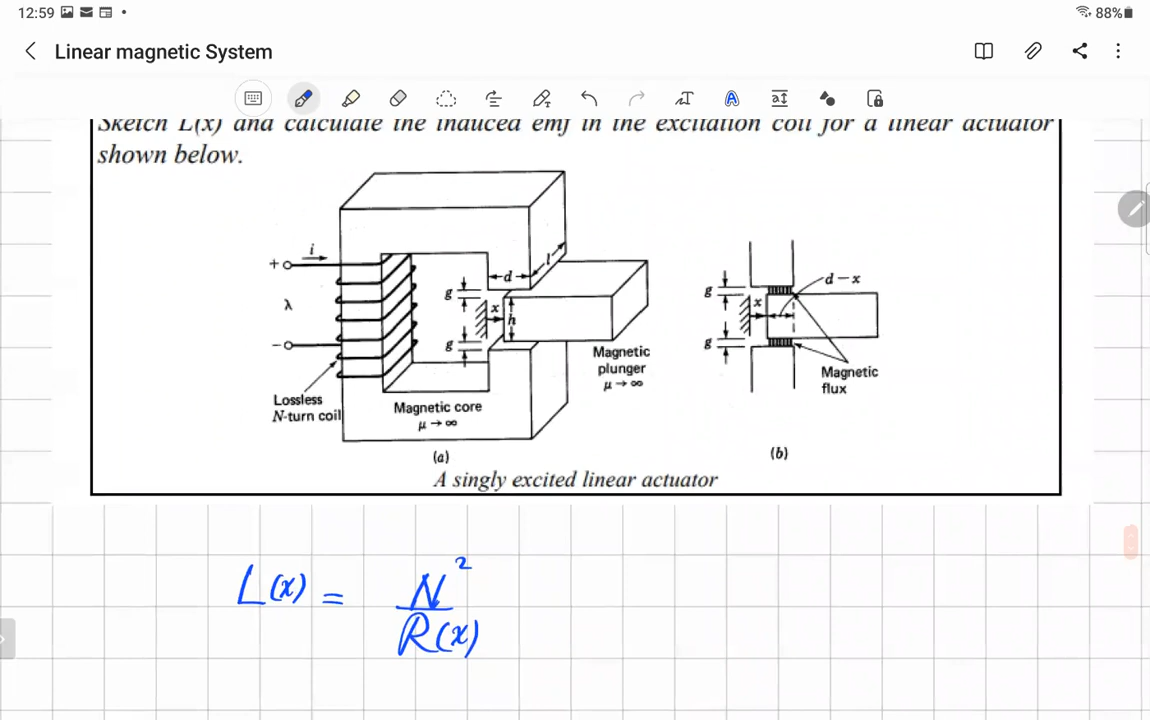 12:59 88%
Linear magnetic System
Sketch L(x) and calculate the induced emf in the excitation coil for a linear actuator
shown below.
i
+
λ
−
g
g
x
d
l
h
Lossless
N-turn coil
Magnetic core
μ → ∞
Magnetic
plunger
μ → ∞
(a)
g
g
x
d − x
Magnetic
flux
(b)
A singly excited linear actuator
L(x) = N²
R(x)